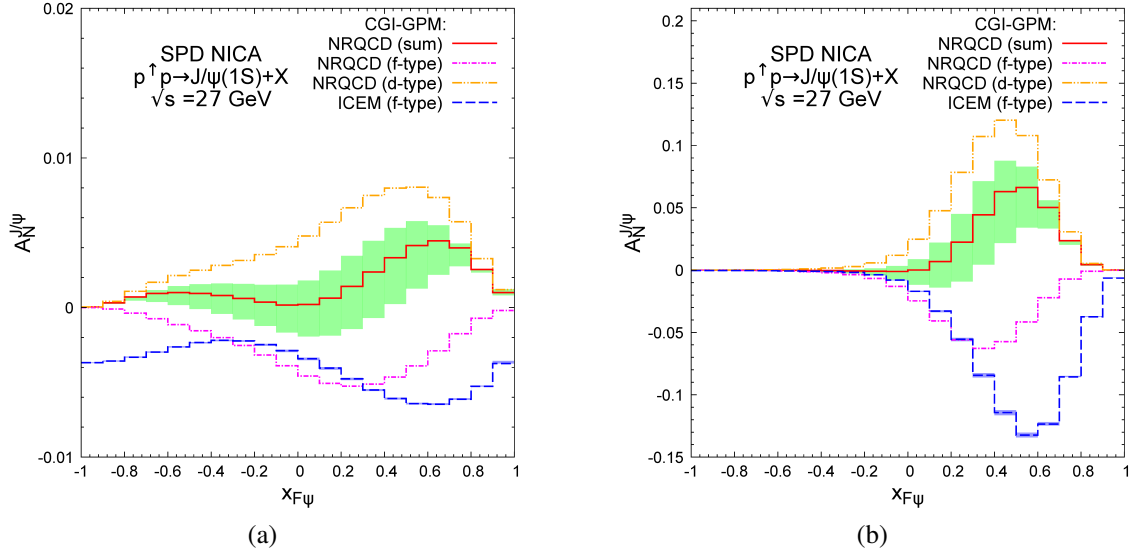 0.02
0.01
0
-0.01
A_N^{J/ψ}
SPD NICA
p↑p→J/ψ(1S)+X
√s =27 GeV
CGI-GPM:
NRQCD (sum)
NRQCD (f-type)
NRQCD (d-type)
ICEM (f-type)
-1 -0.8 -0.6 -0.4 -0.2 0 0.2 0.4 0.6 0.8 1
x_{Fψ}
(a)
0.25
0.2
0.15
0.1
0.05
0
-0.05
-0.1
-0.15
A_N^{J/ψ}
SPD NICA
p↑p→J/ψ(1S)+X
√s =27 GeV
CGI-GPM:
NRQCD (sum)
NRQCD (f-type)
NRQCD (d-type)
ICEM (f-type)
-1 -0.8 -0.6 -0.4 -0.2 0 0.2 0.4 0.6 0.8 1
x_{Fψ}
(b)